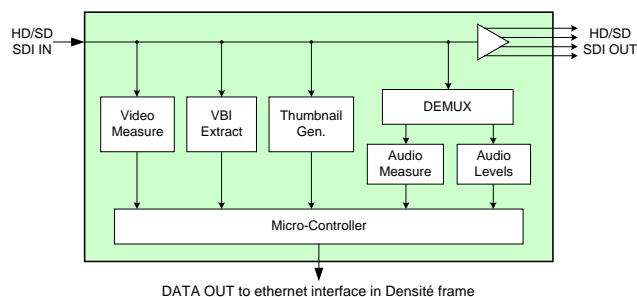 HD/SD
SDI IN
HD/SD
SDI OUT
Video
Measure
VBI
Extract
Thumbnail
Gen.
DEMUX
Audio
Measure
Audio
Levels
Micro-Controller
DATA OUT to ethernet interface in Densité frame